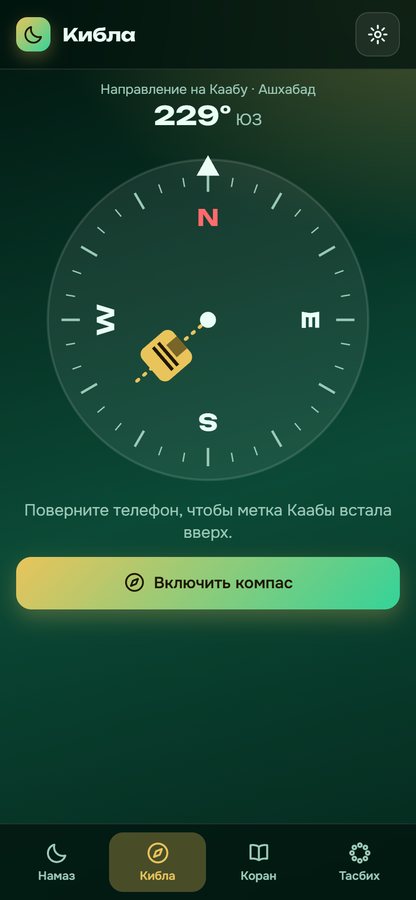 Кибла
Направление на Каабу · Ашхабад
229° ЮЗ
N
W
E
S
Поверните телефон, чтобы метка Каабы встала
вверх.
Включить компас
Намаз
Кибла
Коран
Тасбих